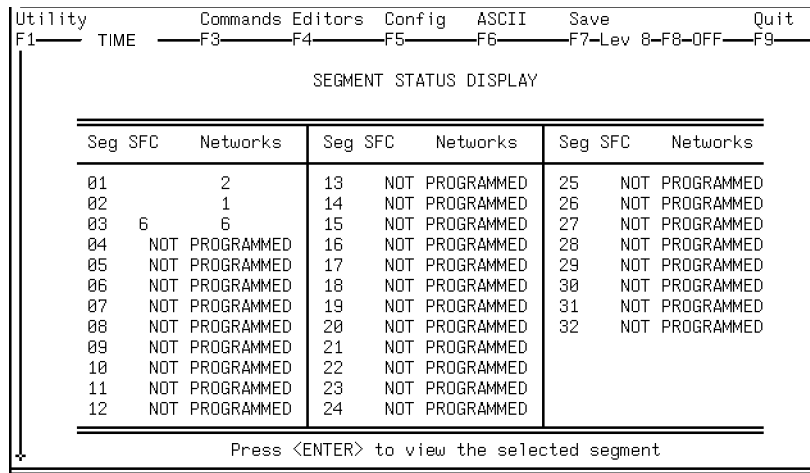 Utility Commands Editors Config ASCII Save Quit
F1 TIME F3 F4 F5 F6 F7-Lev 8-F8-OFF F9
SEGMENT STATUS DISPLAY
Seg SFC Networks Seg SFC Networks Seg SFC Networks
01 2 13 NOT PROGRAMMED 25 NOT PROGRAMMED
02 1 14 NOT PROGRAMMED 26 NOT PROGRAMMED
03 6 6 15 NOT PROGRAMMED 27 NOT PROGRAMMED
04 NOT PROGRAMMED 16 NOT PROGRAMMED 28 NOT PROGRAMMED
05 NOT PROGRAMMED 17 NOT PROGRAMMED 29 NOT PROGRAMMED
06 NOT PROGRAMMED 18 NOT PROGRAMMED 30 NOT PROGRAMMED
07 NOT PROGRAMMED 19 NOT PROGRAMMED 31 NOT PROGRAMMED
08 NOT PROGRAMMED 20 NOT PROGRAMMED 32 NOT PROGRAMMED
09 NOT PROGRAMMED 21 NOT PROGRAMMED
10 NOT PROGRAMMED 22 NOT PROGRAMMED
11 NOT PROGRAMMED 23 NOT PROGRAMMED
12 NOT PROGRAMMED 24 NOT PROGRAMMED
Press <ENTER> to view the selected segment